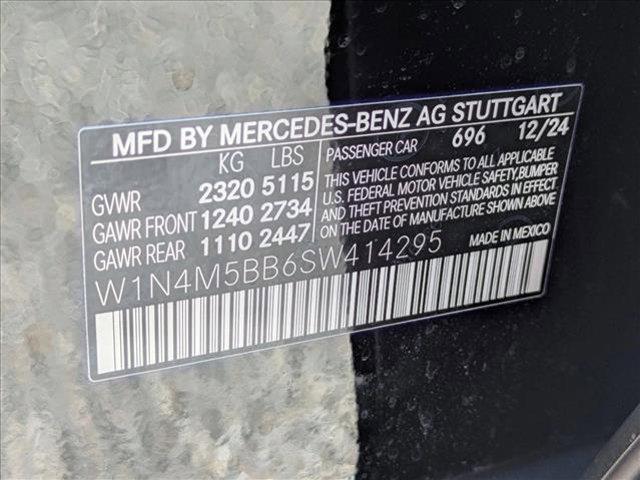 MFD BY MERCEDES-BENZ AG STUTTGART
KG LBS PASSENGER CAR 696 12/24
GVWR 2320 5115
GAWR FRONT 1240 2734
GAWR REAR 1110 2447
THIS VEHICLE CONFORMS TO ALL APPLICABLE
U.S. FEDERAL MOTOR VEHICLE SAFETY,BUMPER
AND THEFT PREVENTION STANDARDS IN EFFECT
ON THE DATE OF MANUFACTURE SHOWN ABOVE
W1N4M5BB6SW414295 MADE IN MEXICO